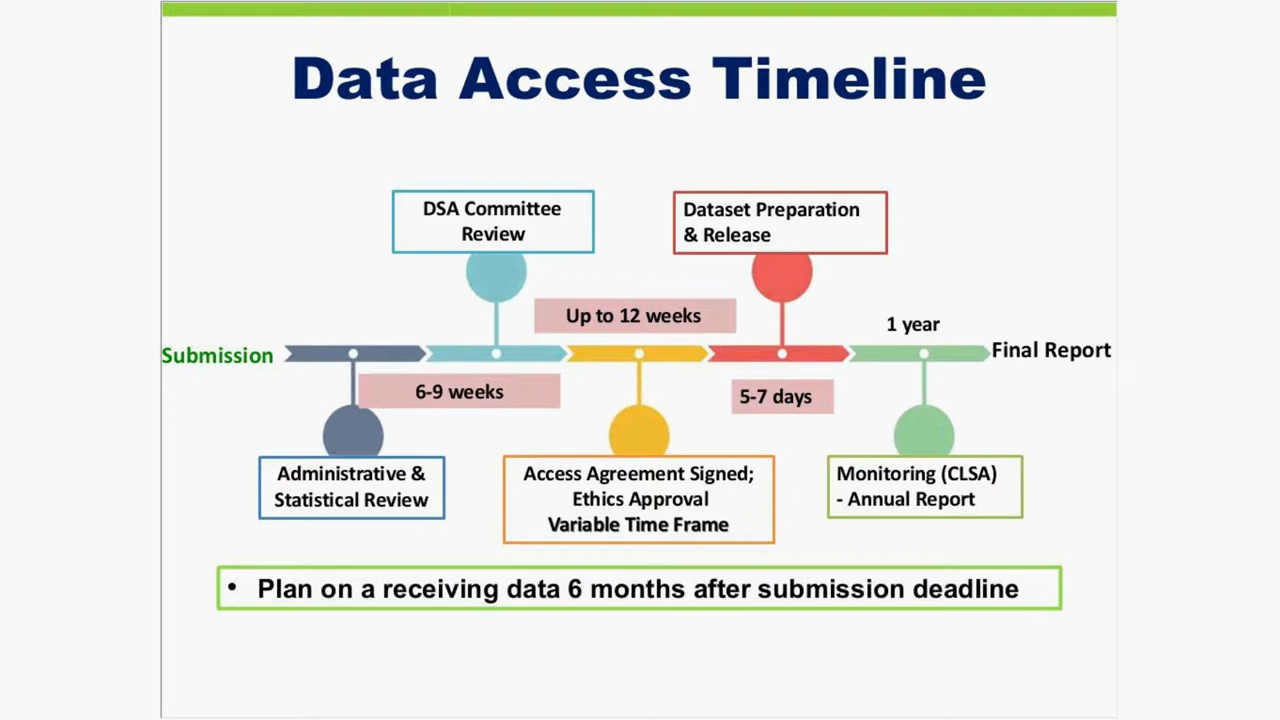 Data Access Timeline
DSA Committee
Review
Dataset Preparation
& Release
Up to 12 weeks
1 year
Submission
Final Report
6-9 weeks
5-7 days
Administrative &
Statistical Review
Access Agreement Signed;
Ethics Approval
Variable Time Frame
Monitoring (CLSA)
- Annual Report
• Plan on a receiving data 6 months after submission deadline